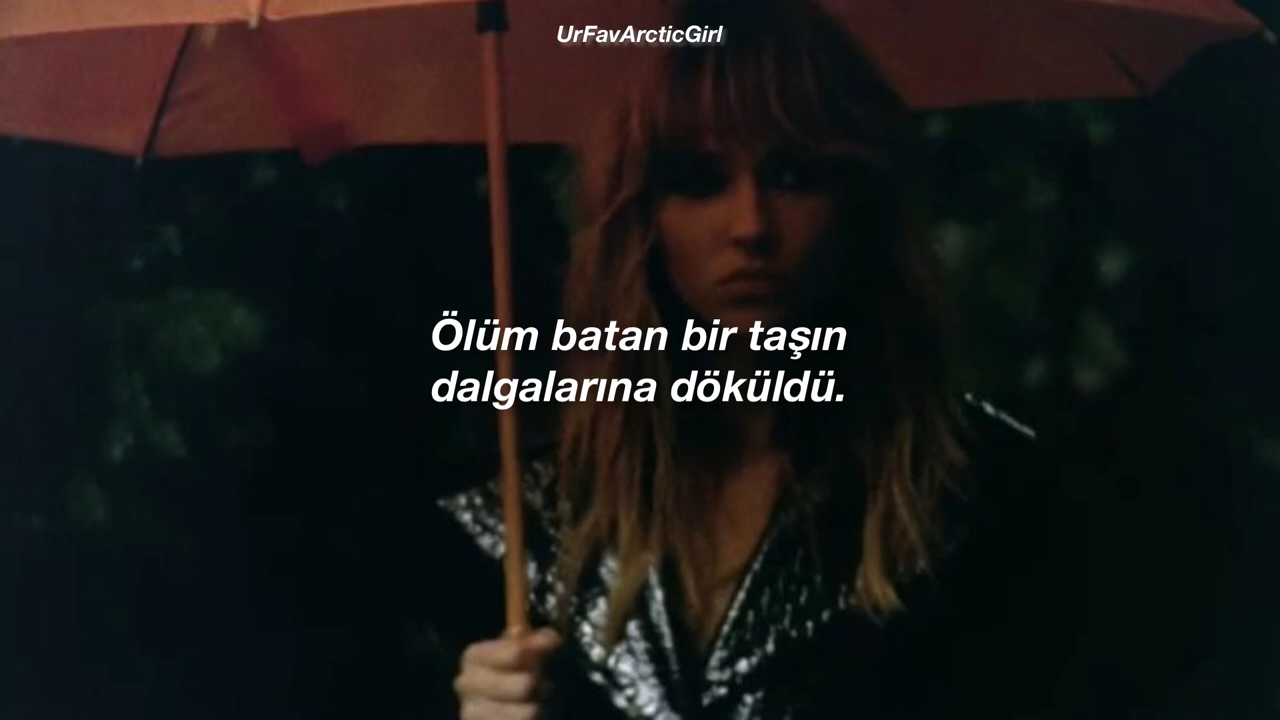 UrFavArcticGirl
Ölüm batan bir taşın
dalgalarına döküldü.